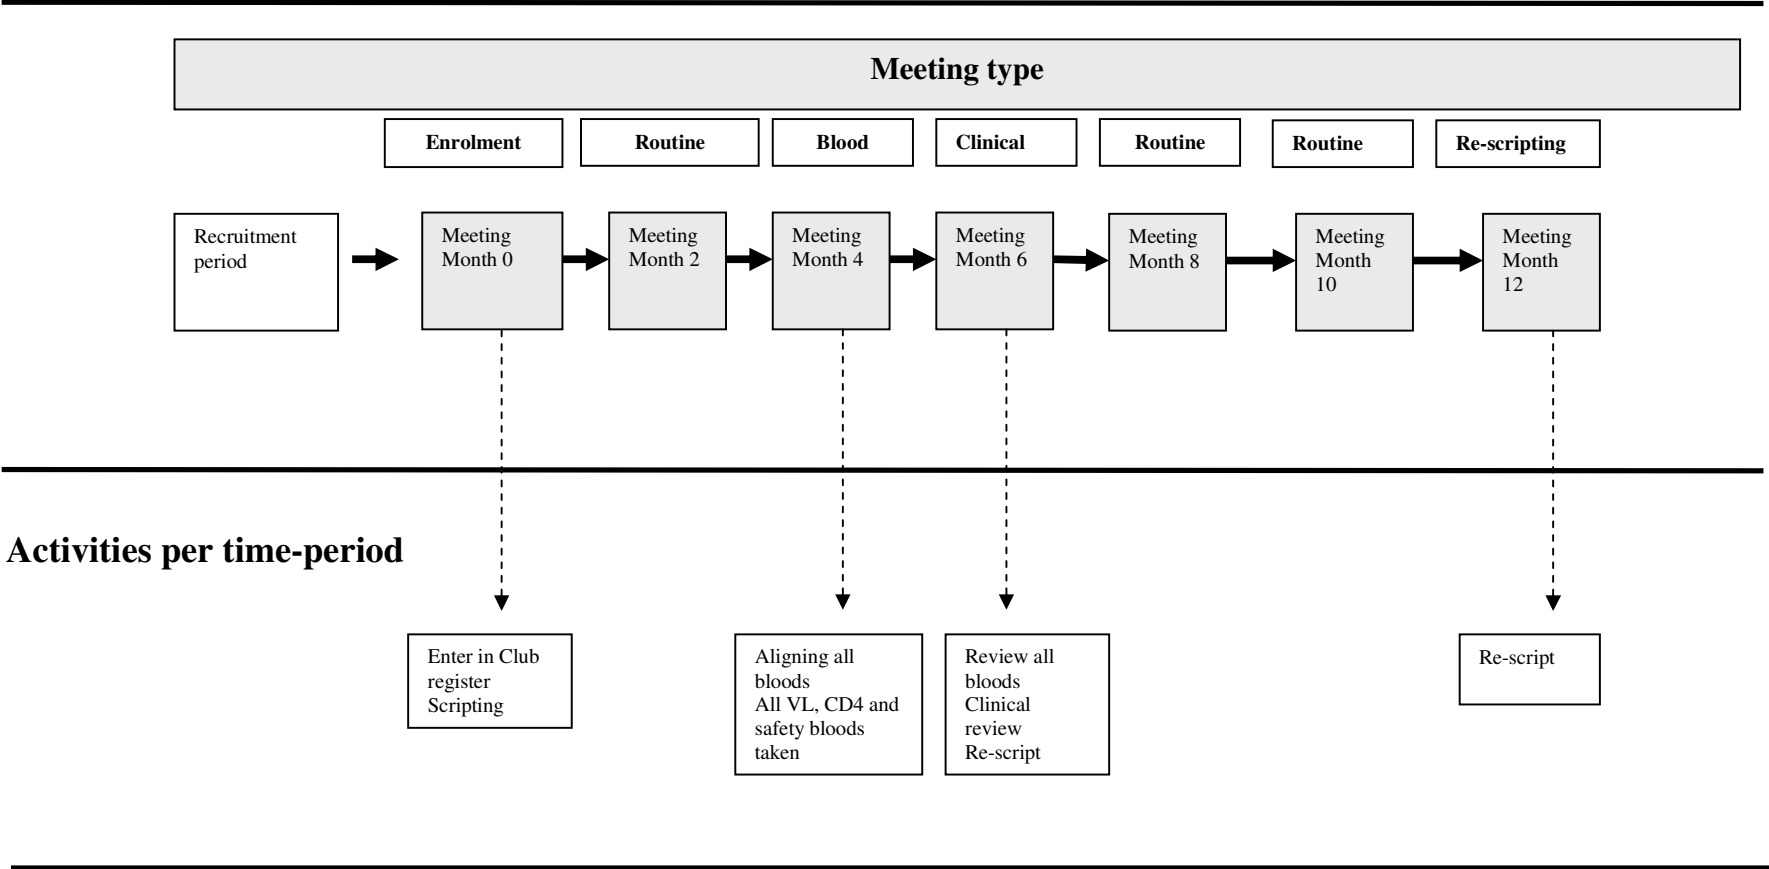 Meeting type
Enrolment
Routine
Blood
Clinical
Routine
Routine
Re-scripting
Recruitment
period
Meeting
Month 0
Meeting
Month 2
Meeting
Month 4
Meeting
Month 6
Meeting
Month 8
Meeting
Month
10
Meeting
Month
12
Activities per time-period
Enter in Club
register
Scripting
Aligning all
bloods
All VL, CD4 and
safety bloods
taken
Review all
bloods
Clinical
review
Re-script
Re-script